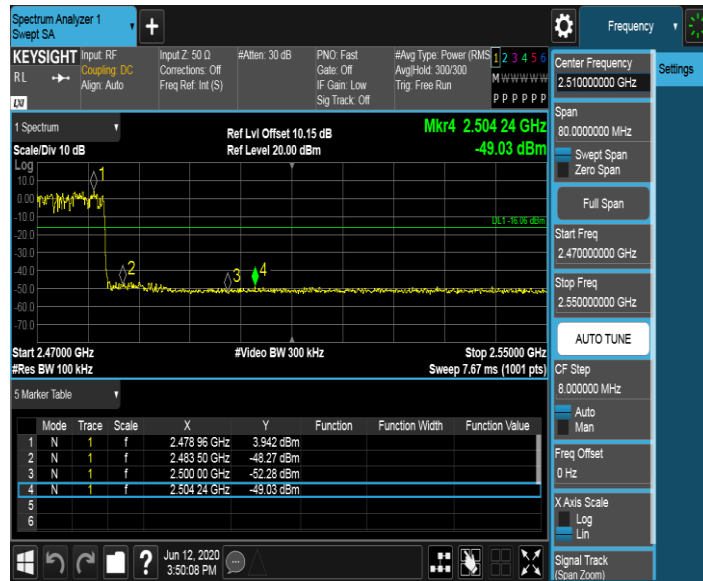 Spectrum Analyzer 1
Swept SA
+
Frequency
KEYSIGHT
RL
LXI
Input: RF
Coupling: DC
Align: Auto
Input Z: 50 Ω
Corrections: Off
Freq Ref: Int (S)
#Atten: 30 dB
PNO: Fast
Gate: Off
IF Gain: Low
Sig Track: Off
#Avg Type: Power (RMS
Avg|Hold: 300/300
Trig: Free Run
1 2 3 4 5 6
M W W W W W
P P P P P P
1 Spectrum
Scale/Div 10 dB
Ref Lvl Offset 10.15 dB
Ref Level 20.00 dBm
Mkr4 2.504 24 GHz
-49.03 dBm
Log
10.0
0.00
-10.0
-20.0
-30.0
-40.0
-50.0
-60.0
-70.0
1
2
3
4
DL1 -16.06 dBm
Start 2.47000 GHz
#Res BW 100 kHz
#Video BW 300 kHz
Stop 2.55000 GHz
Sweep 7.67 ms (1001 pts)
5 Marker Table
Mode Trace Scale X Y Function Function Width Function Value
1 N 1 f 2.478 96 GHz 3.942 dBm
2 N 1 f 2.483 50 GHz -48.27 dBm
3 N 1 f 2.500 00 GHz -52.28 dBm
4 N 1 f 2.504 24 GHz -49.03 dBm
5
6
?
Jun 12, 2020
3:50:08 PM
Center Frequency
2.510000000 GHz
Span
80.0000000 MHz
Swept Span
Zero Span
Full Span
Start Freq
2.470000000 GHz
Stop Freq
2.550000000 GHz
AUTO TUNE
CF Step
8.000000 MHz
Auto
Man
Freq Offset
0 Hz
X Axis Scale
Log
Lin
Signal Track
(Span Zoom)
Settings